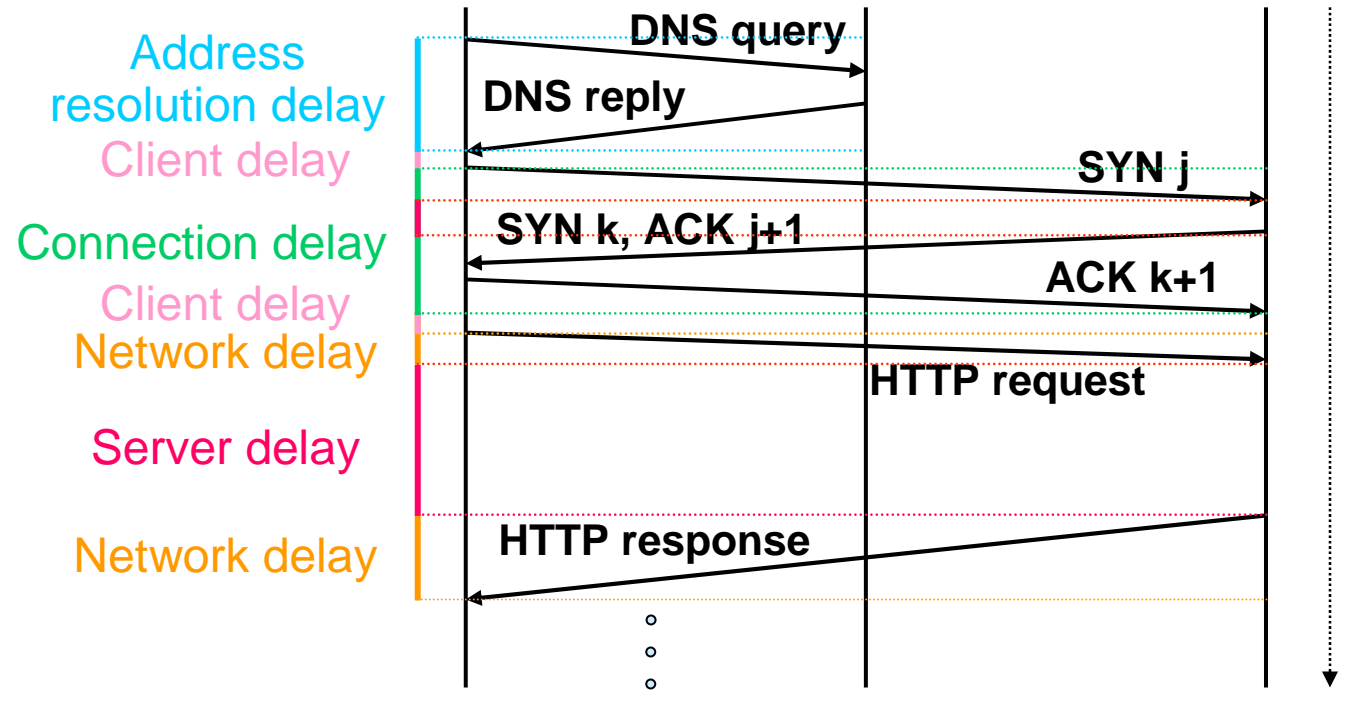 DNS query
Address
resolution delay
DNS reply
Client delay
SYN j
SYN k, ACK j+1
Connection delay
ACK k+1
Client delay
Network delay
HTTP request
Server delay
HTTP response
Network delay